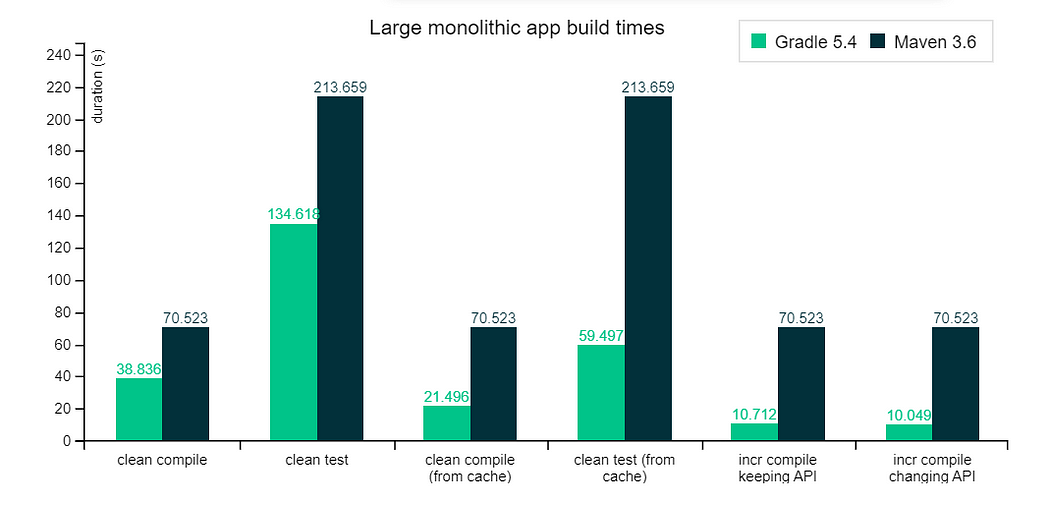 Large monolithic app build times
Gradle 5.4
Maven 3.6
duration (s)
240
220
200
180
160
140
120
100
80
60
40
20
0
38.836
70.523
134.618
213.659
21.496
70.523
59.497
213.659
10.712
70.523
10.049
70.523
clean compile
clean test
clean compile
(from cache)
clean test (from
cache)
incr compile
keeping API
incr compile
changing API